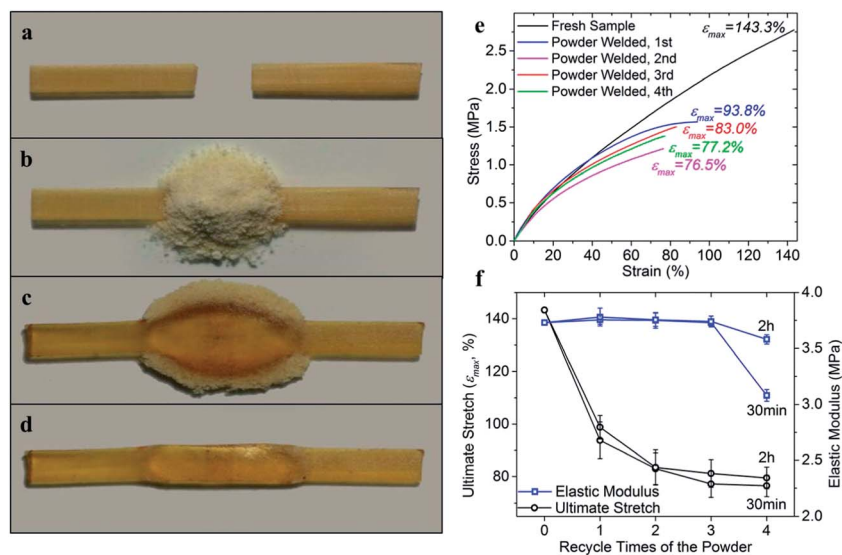 a
b
c
d
e
Fresh Sample
Powder Welded, 1st
Powder Welded, 2nd
Powder Welded, 3rd
Powder Welded, 4th
εmax=143.3%
εmax=93.8%
εmax=83.0%
εmax=77.2%
εmax=76.5%
Stress (MPa)
2.5
2.0
1.5
1.0
0.5
0.0
0 20 40 60 80 100 120 140
Strain (%)
f
Ultimate Stretch (εmax, %)
140
120
100
80
4.0
3.5
3.0
2.5
2.0
Elastic Modulus (MPa)
2h
30min
2h
30min
Elastic Modulus
Ultimate Stretch
0 1 2 3 4
Recycle Times of the Powder